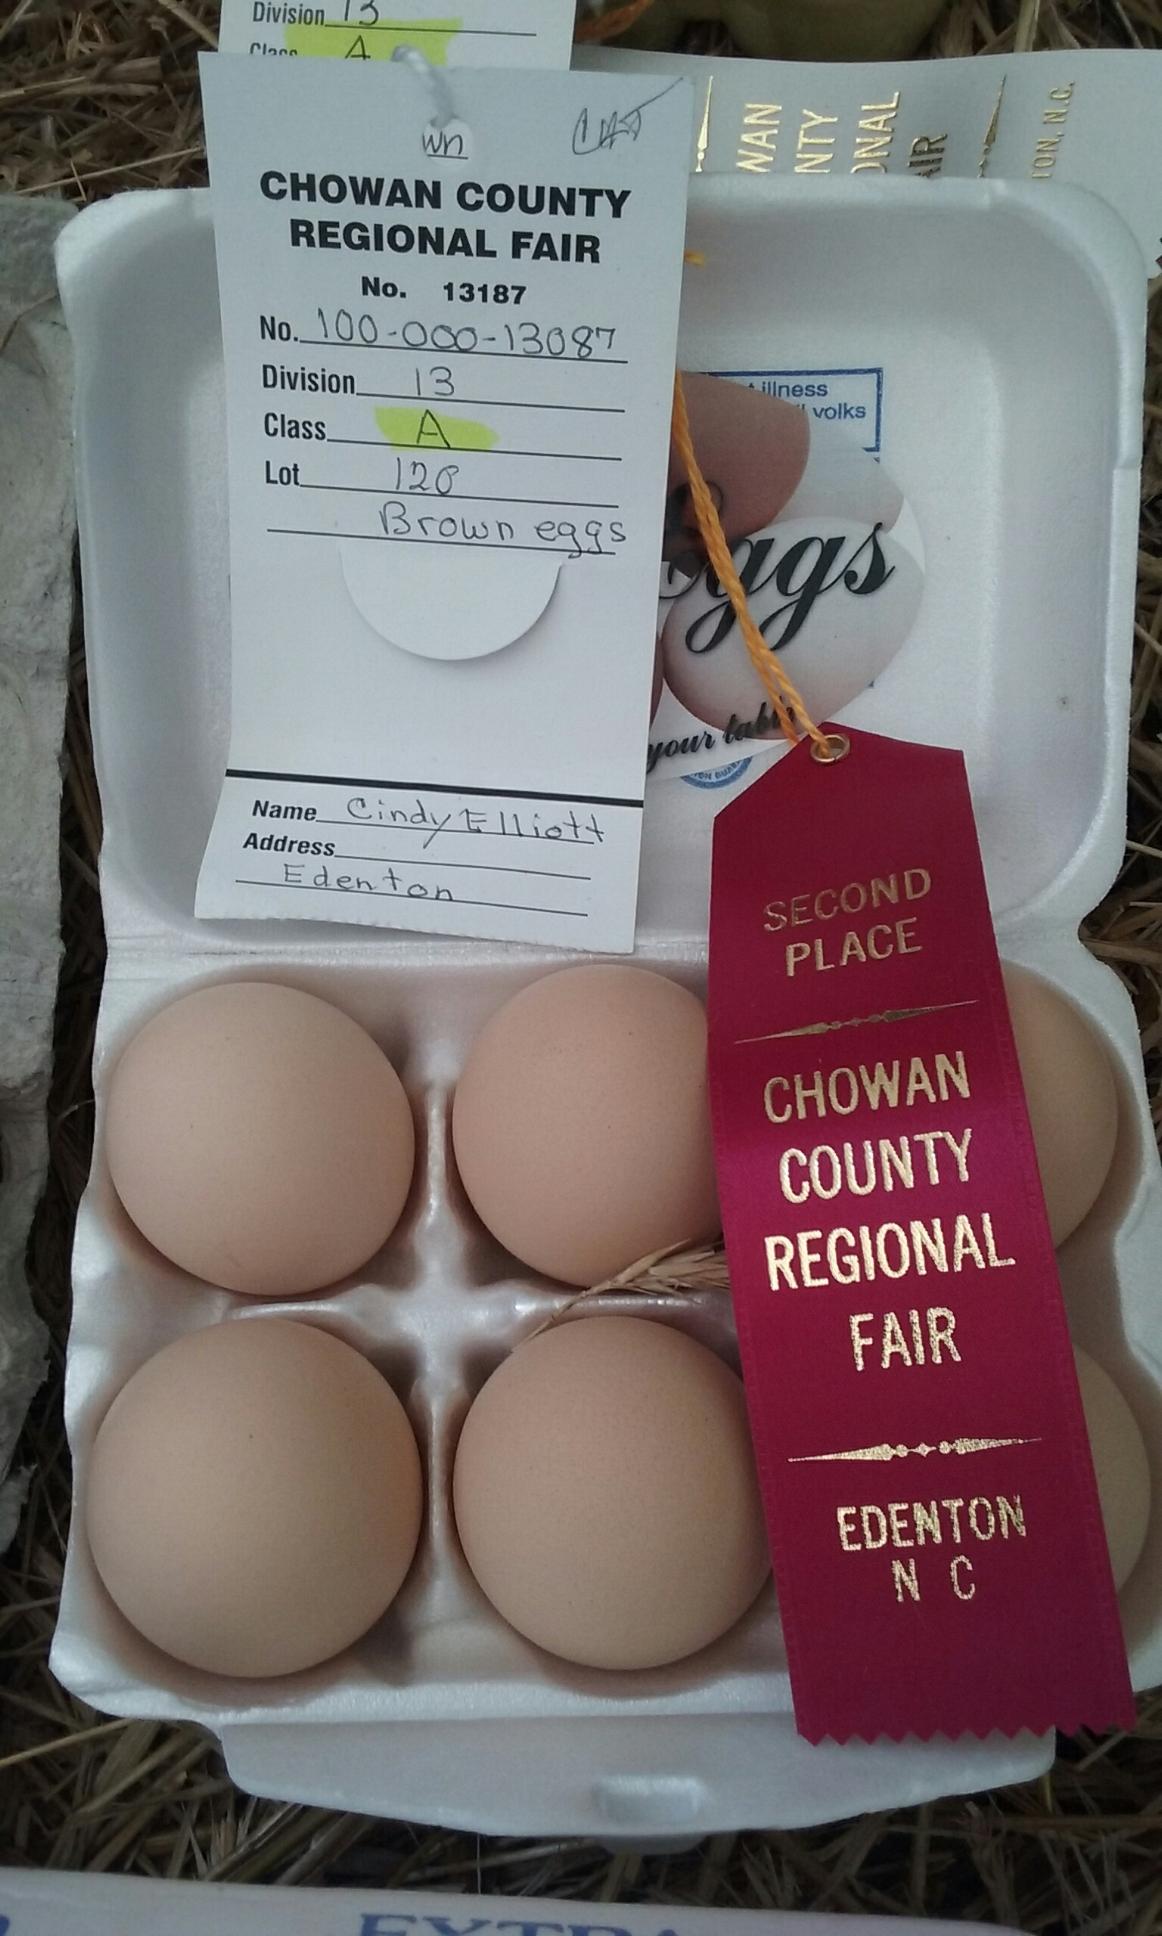 Division 13
Class A
WAN
NTY
ONAL
AIR
TON, N.C.
wn
CHOWAN COUNTY
REGIONAL FAIR
No. 13187
No. 100-000-13087
Division 13
Class A
Lot 120
Brown eggs
Name Cindy Elliott
Address
Edenton
illness
volks
Eggs
your table
SECOND
PLACE
CHOWAN
COUNTY
REGIONAL
FAIR
EDENTON
N C
EXTRA